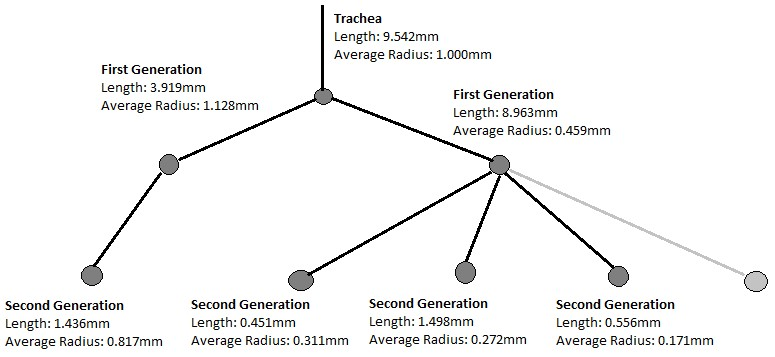 Trachea
Length: 9.542mm
Average Radius: 1.000mm
First Generation
Length: 3.919mm
Average Radius: 1.128mm
First Generation
Length: 8.963mm
Average Radius: 0.459mm
Second Generation
Length: 1.436mm
Average Radius: 0.817mm
Second Generation
Length: 0.451mm
Average Radius: 0.311mm
Second Generation
Length: 1.498mm
Average Radius: 0.272mm
Second Generation
Length: 0.556mm
Average Radius: 0.171mm